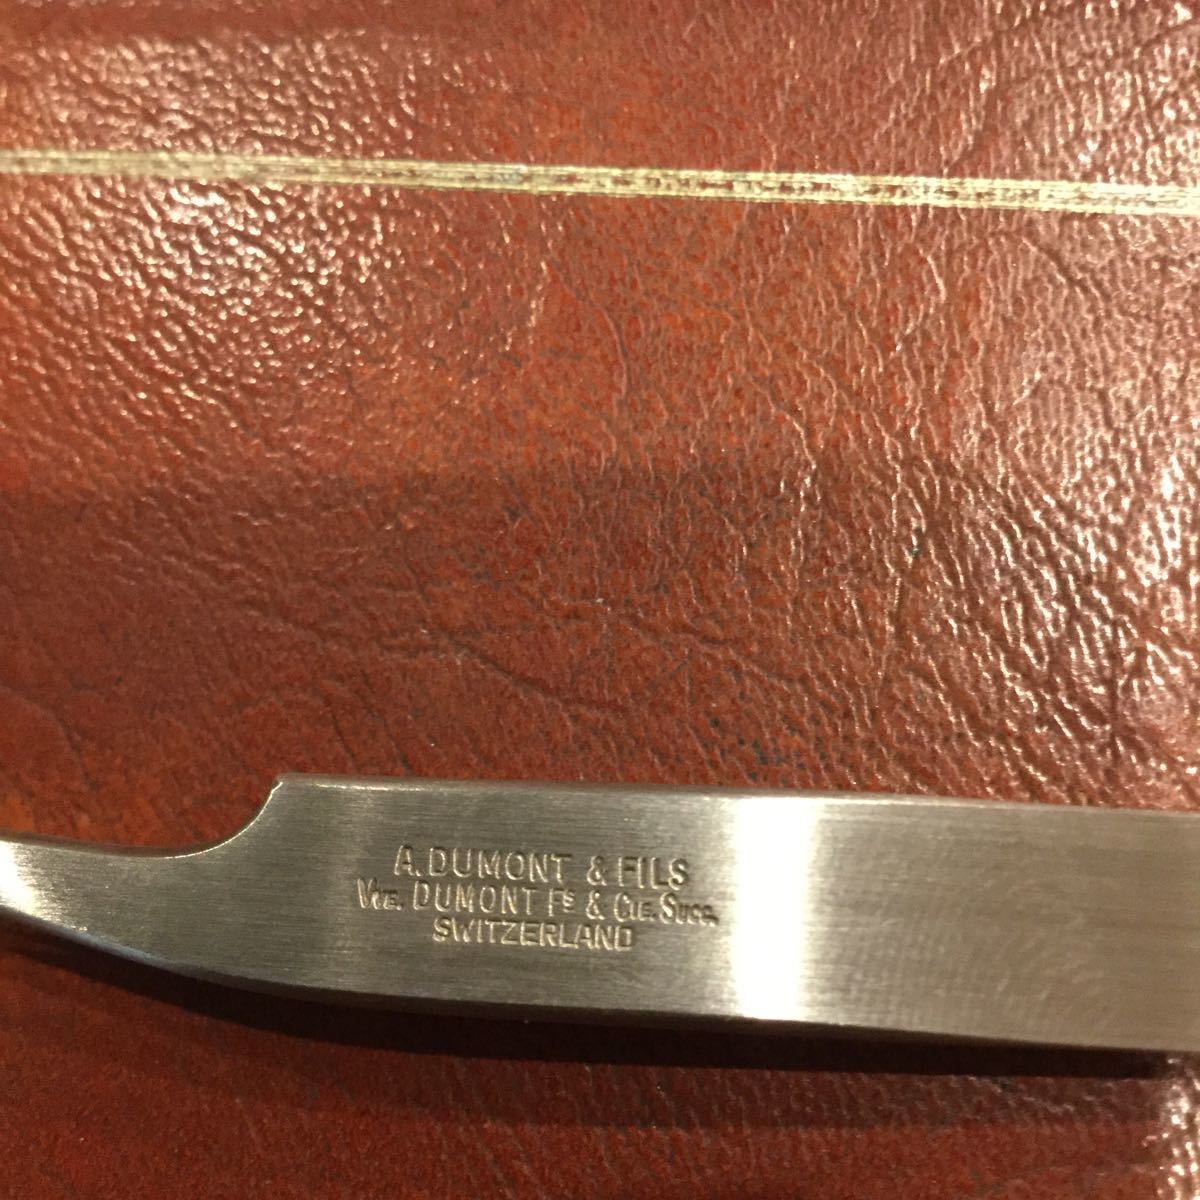 A. DUMONT & FILS
Vve. DUMONT Fs & Cie. Succ.
SWITZERLAND